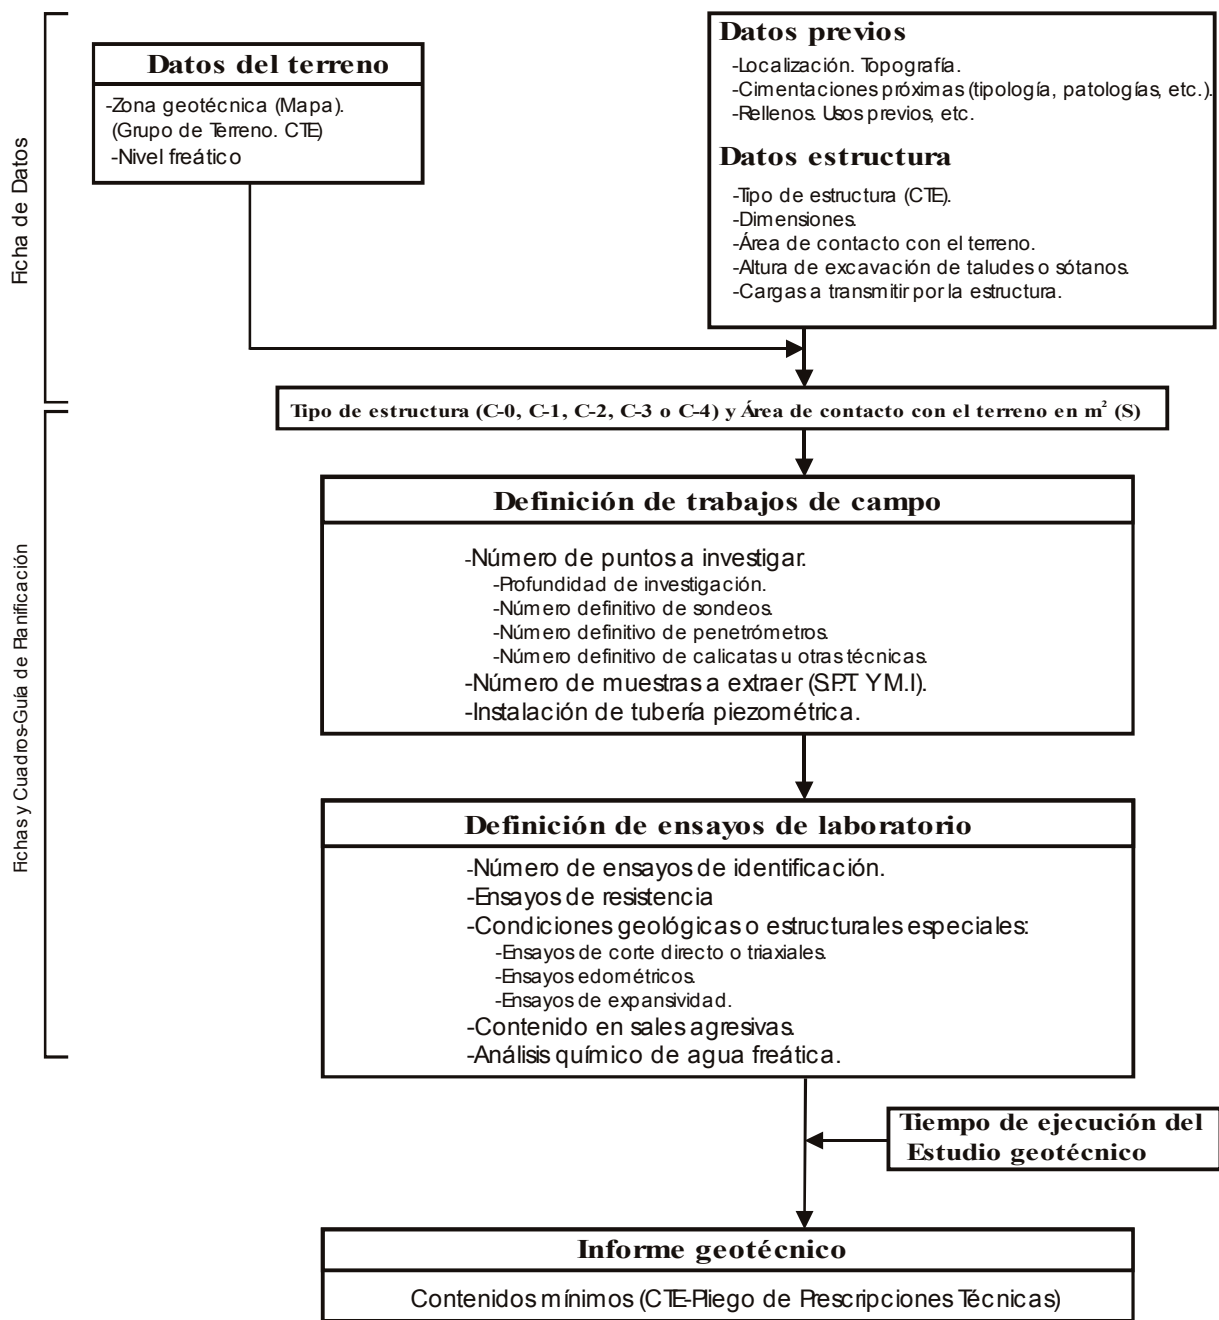 Ficha de Datos
Datos del terreno
-Zona geotécnica (Mapa).
(Grupo de Terreno. CTE)
-Nivel freático
Datos previos
-Localización. Topografía.
-Cimentaciones próximas (tipología, patologías, etc.).
-Rellenos. Usos previos, etc.
Datos estructura
-Tipo de estructura (CTE).
-Dimensiones.
-Área de contacto con el terreno.
-Altura de excavación de taludes o sótanos.
-Cargas a transmitir por la estructura.
Fichas y Cuadros-Guía de Planificación
Tipo de estructura (C-0, C-1, C-2, C-3 o C-4) y Área de contacto con el terreno en m² (S)
Definición de trabajos de campo
-Número de puntos a investigar.
-Profundidad de investigación.
-Número definitivo de sondeos.
-Número definitivo de penetrómetros.
-Número definitivo de calicatas u otras técnicas.
-Número de muestras a extraer (S.P.T. Y M.I).
-Instalación de tubería piezométrica.
Definición de ensayos de laboratorio
-Número de ensayos de identificación.
-Ensayos de resistencia
-Condiciones geológicas o estructurales especiales:
-Ensayos de corte directo o triaxiales.
-Ensayos edométricos.
-Ensayos de expansividad.
-Contenido en sales agresivas.
-Análisis químico de agua freática.
Tiempo de ejecución del
Estudio geotécnico
Informe geotécnico
Contenidos mínimos (CTE-Pliego de Prescripciones Técnicas)